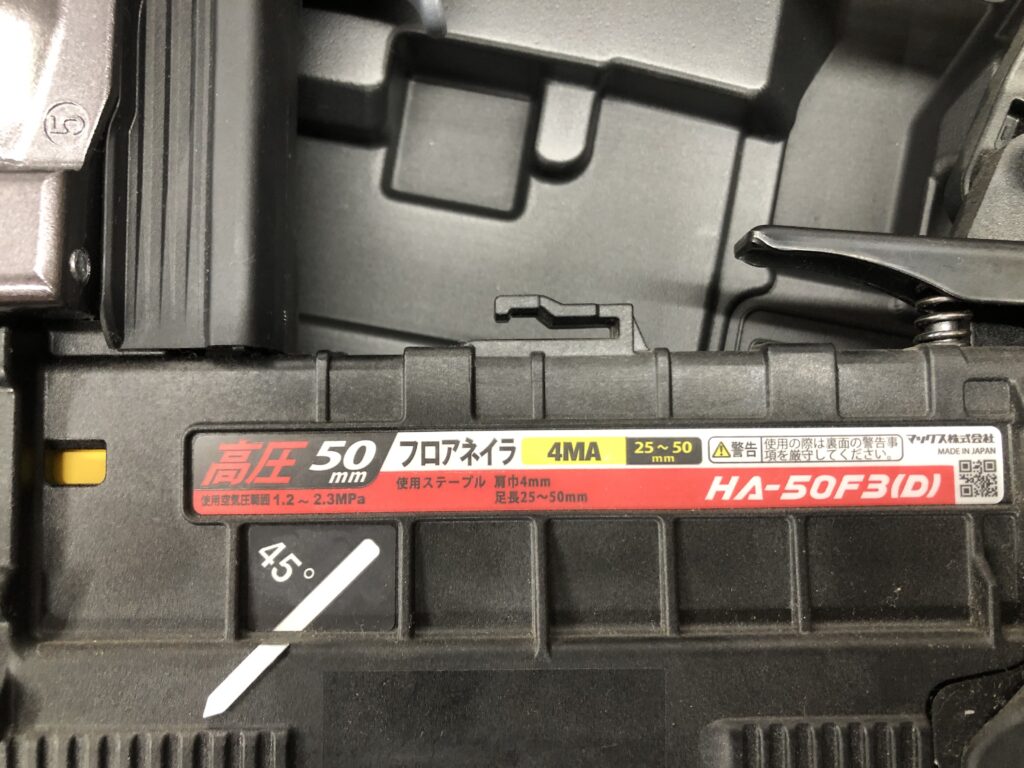 5
高圧 50 mm
使用空気圧範囲 1.2~2.3MPa
フロアネイラ 4MA 25~50 mm
使用ステープル 肩巾4mm
足長25~50mm
警告 使用の際は裏面の警告事
項を厳守してください。
マックス株式会社
MADE IN JAPAN
HA-50F3(D)
45°